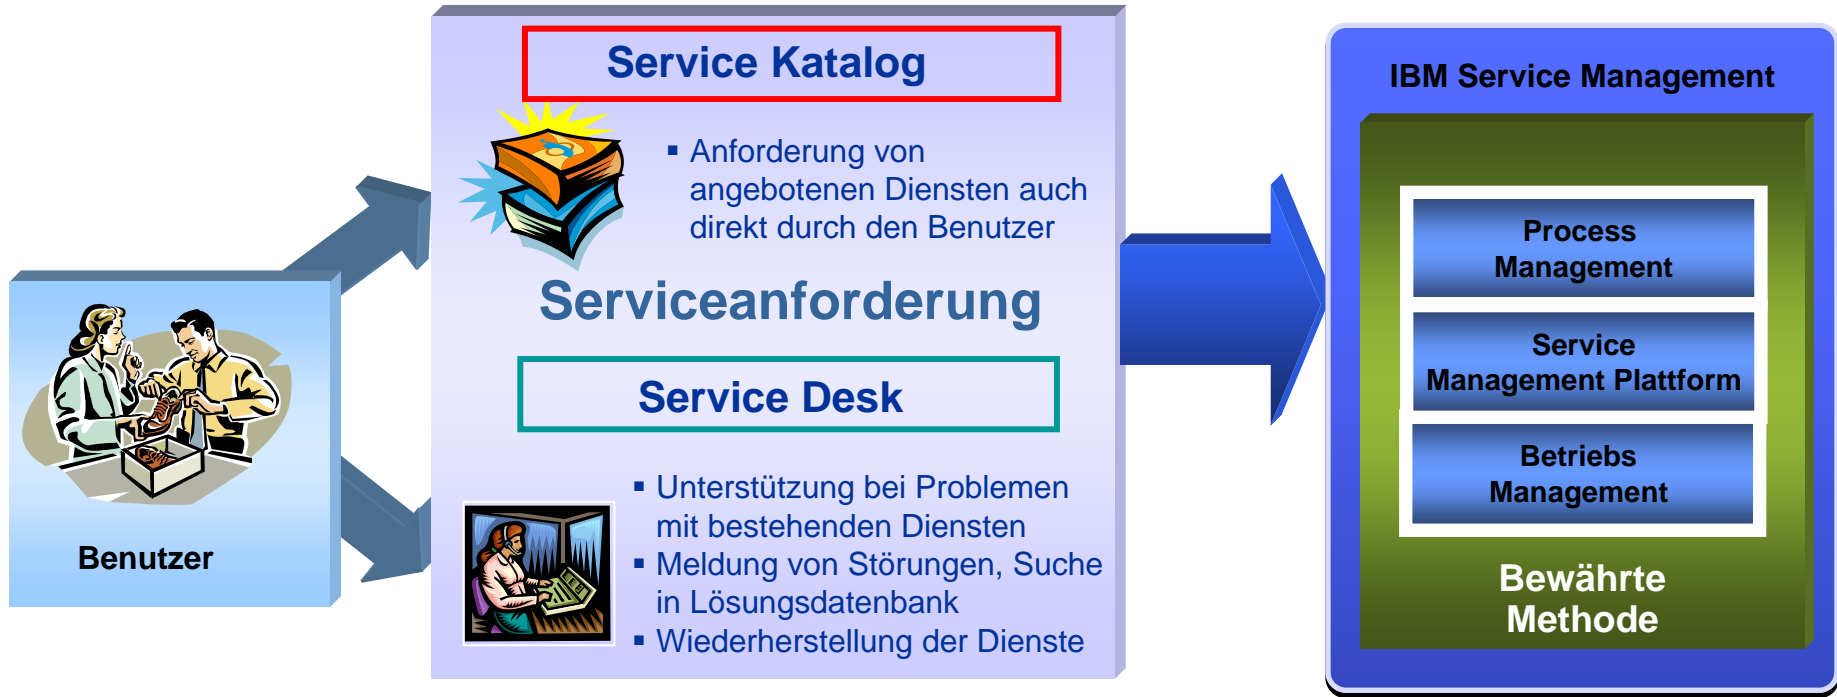 Benutzer
Service Katalog
▪ Anforderung von
angebotenen Diensten auch
direkt durch den Benutzer
Serviceanforderung
Service Desk
▪ Unterstützung bei Problemen
mit bestehenden Diensten
▪ Meldung von Störungen, Suche
in Lösungsdatenbank
▪ Wiederherstellung der Dienste
IBM Service Management
Process
Management
Service
Management Plattform
Betriebs
Management
Bewährte
Methode